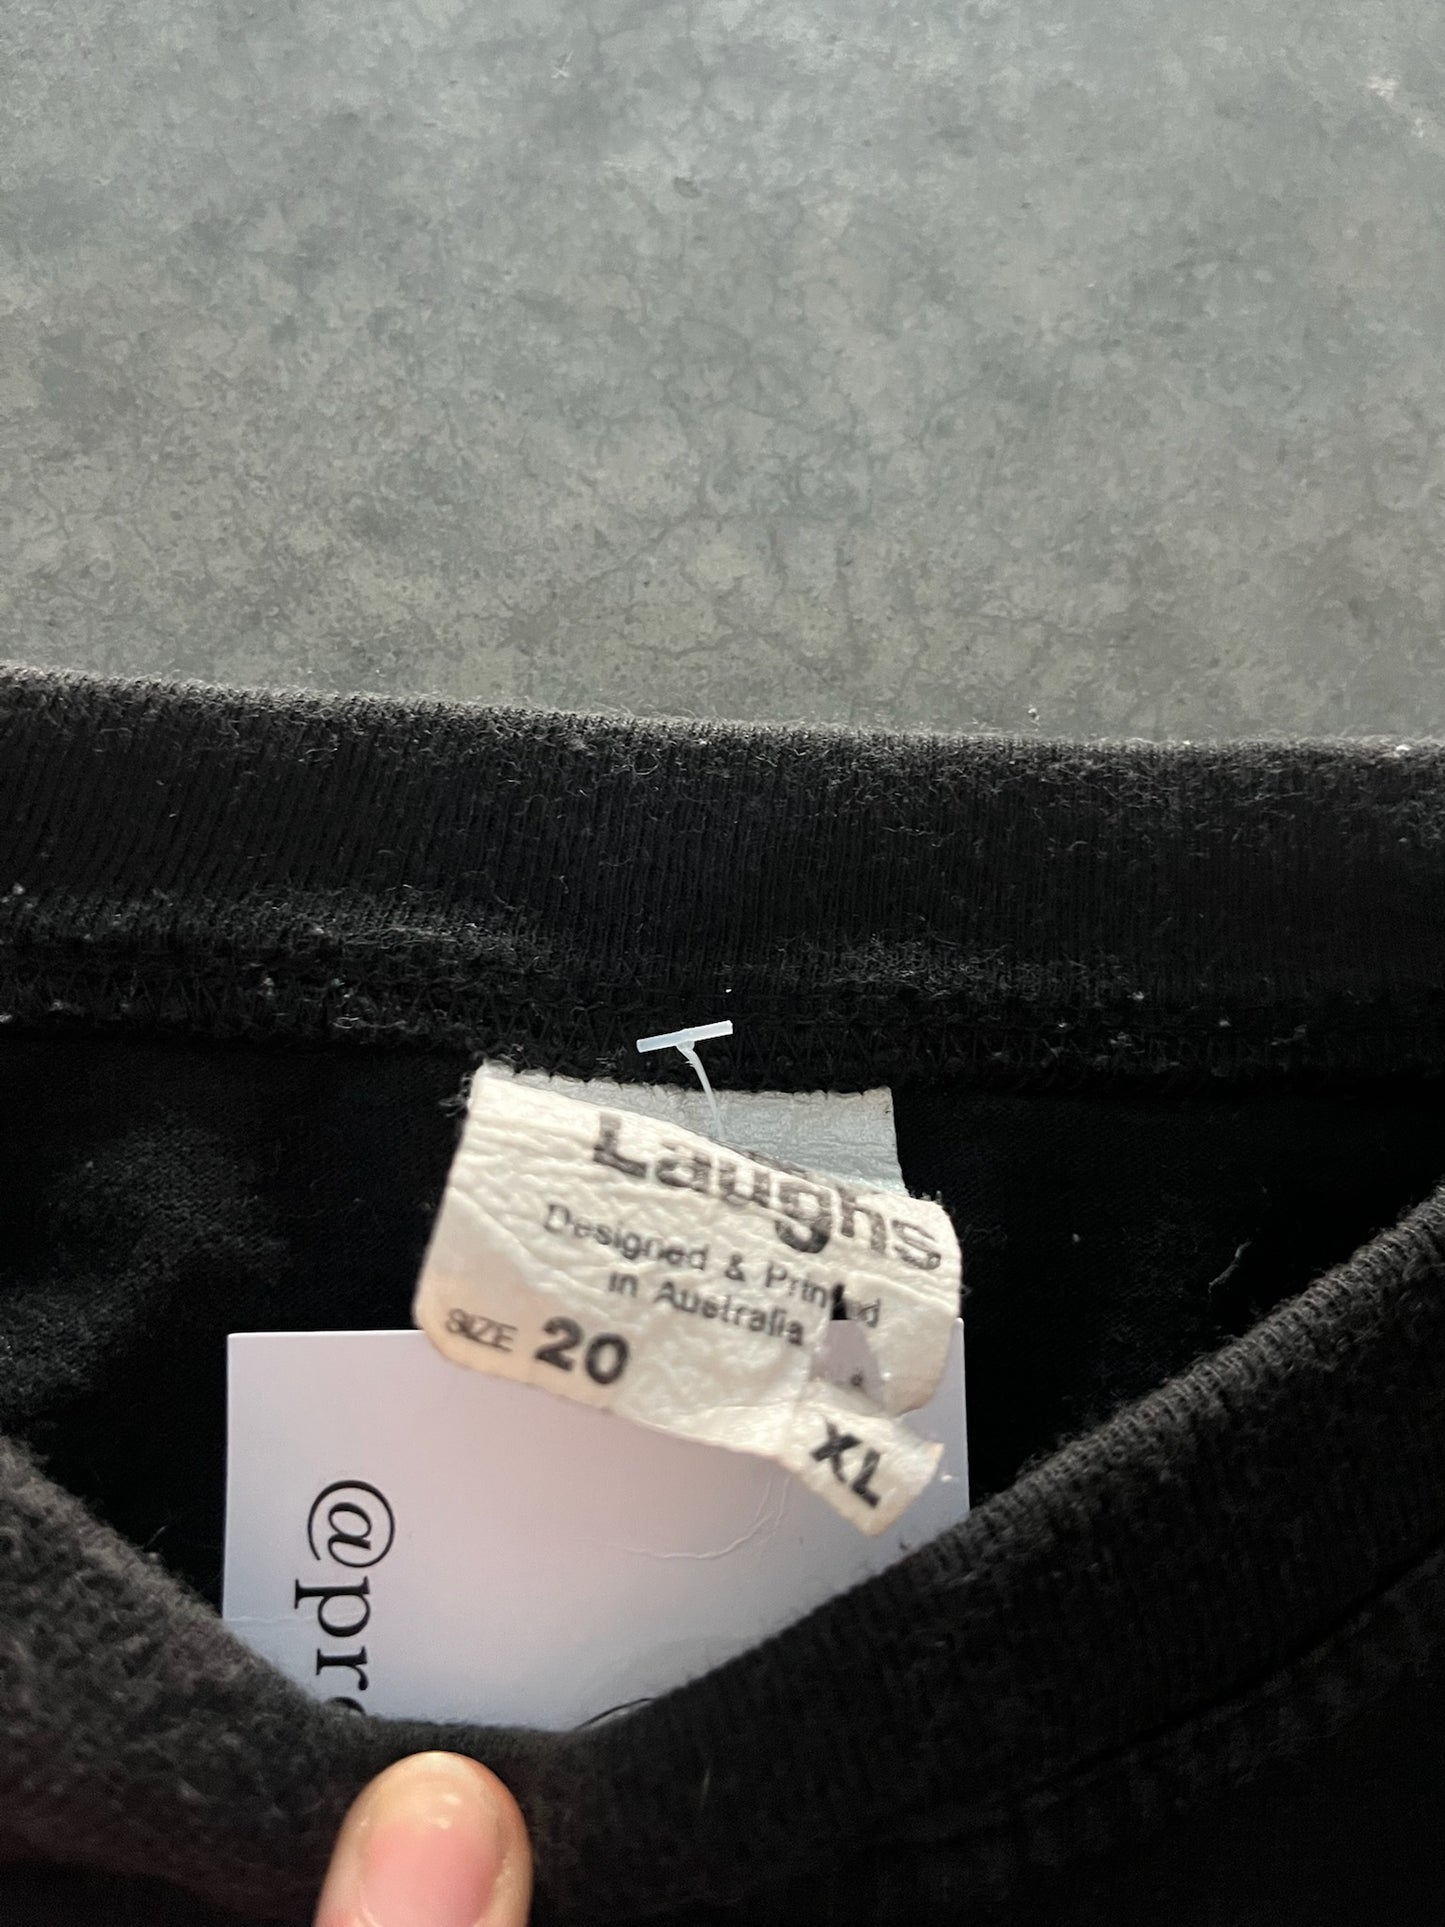 Laughs
Designed & Printed
in Australia
SIZE 20
XL
@pr